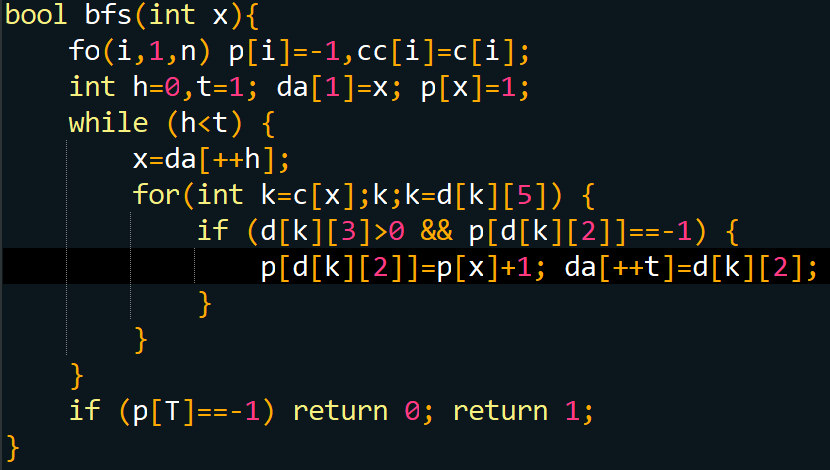 bool bfs(int x){
fo(i,1,n) p[i]=-1,cc[i]=c[i];
int h=0,t=1; da[1]=x; p[x]=1;
while (h<t) {
x=da[++h];
for(int k=c[x];k;k=d[k][5]) {
if (d[k][3]>0 && p[d[k][2]]==-1) {
p[d[k][2]]=p[x]+1; da[++t]=d[k][2];
}
}
}
if (p[T]==-1) return 0; return 1;
}